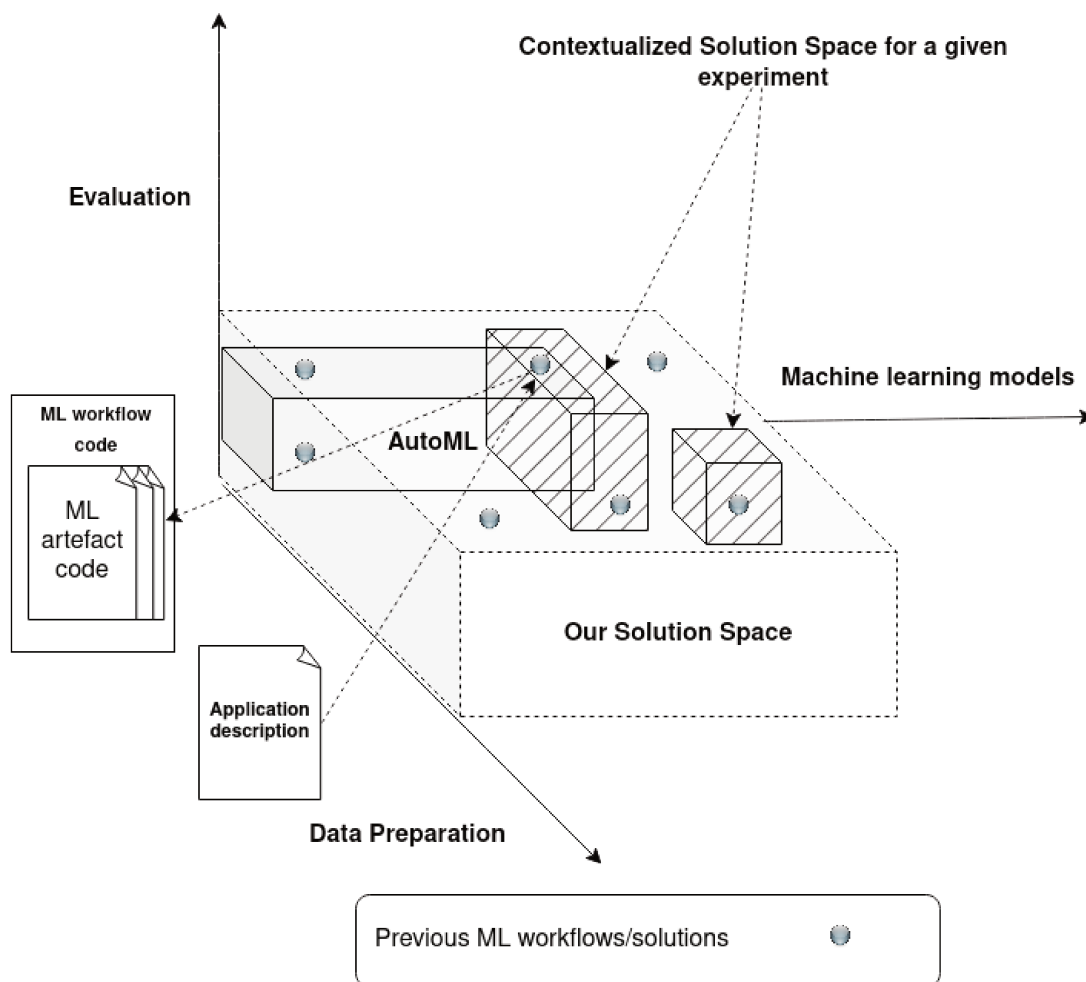 Contextualized Solution Space for a given
experiment
Evaluation
Machine learning models
ML workflow
code
AutoML
ML
artefact
code
Our Solution Space
Application
description
Data Preparation
Previous ML workflows/solutions